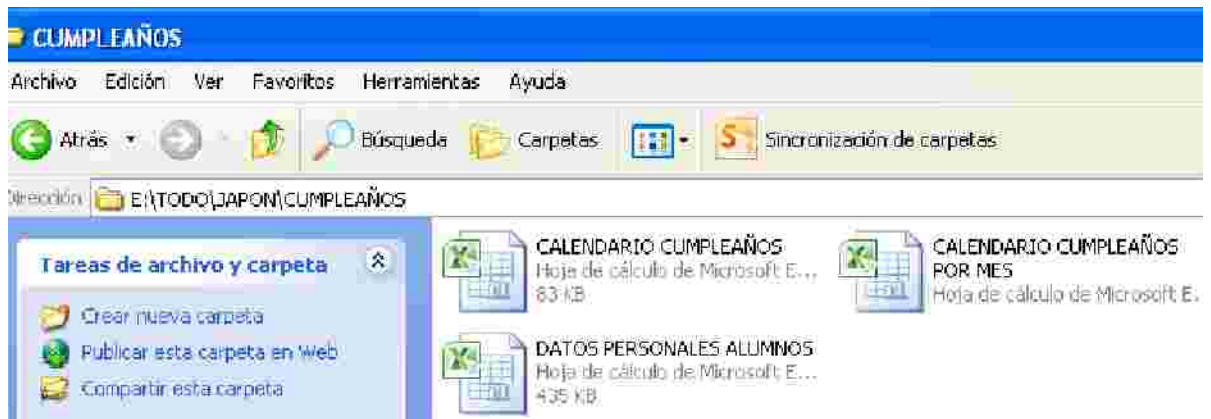 CUMPLEAÑOS
Archivo Edición Ver Favoritos Herramientas Ayuda
Atrás Búsqueda Carpetas Sincronización de carpetas
Dirección E:\TODO\JAPON\CUMPLEAÑOS
Tareas de archivo y carpeta
Crear nueva carpeta
Publicar esta carpeta en Web
Compartir esta carpeta
CALENDARIO CUMPLEAÑOS
Hoja de cálculo de Microsoft E...
83 KB
CALENDARIO CUMPLEAÑOS
POR MES
Hoja de cálculo de Microsoft E.
DATOS PERSONALES ALUMNOS
Hoja de cálculo de Microsoft E...
435 KB